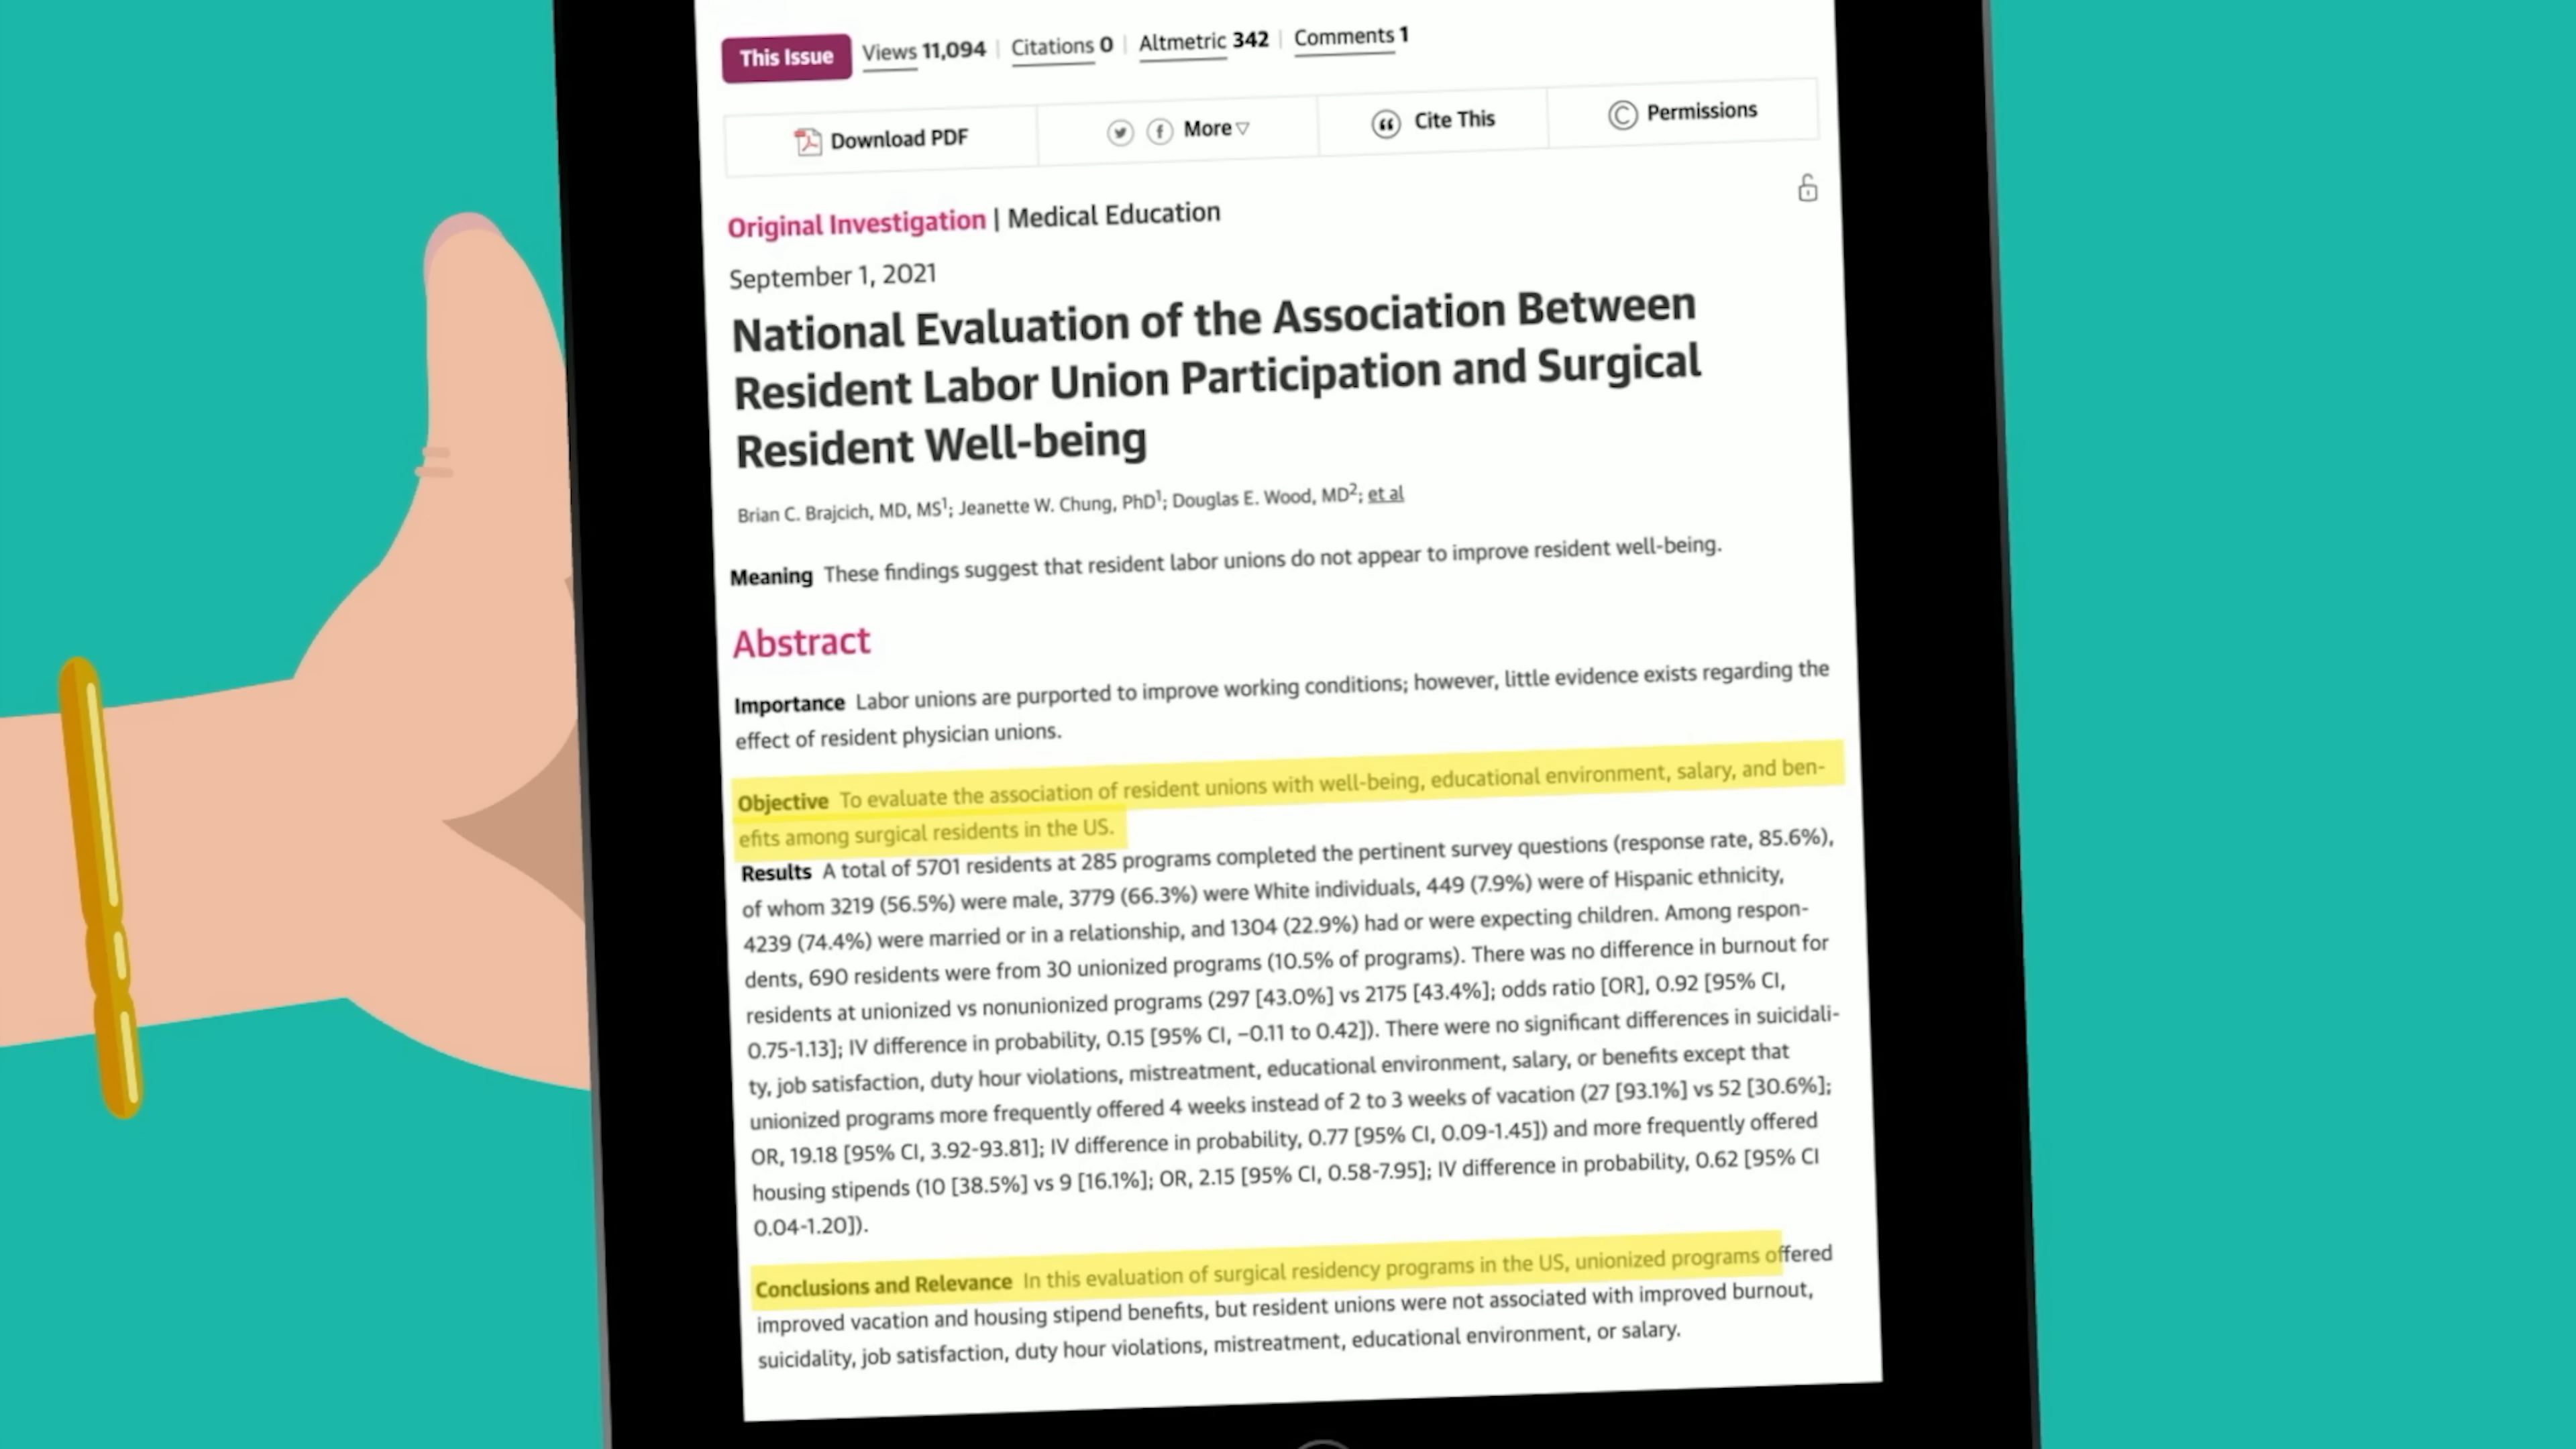 This Issue Views 11,094 | Citations 0 | Altmetric 342 | Comments 1
Download PDF More Cite This Permissions
Original Investigation | Medical Education
September 1, 2021
National Evaluation of the Association Between
Resident Labor Union Participation and Surgical
Resident Well-being
Brian C. Brajcich, MD, MS1; Jeanette W. Chung, PhD1; Douglas E. Wood, MD2; et al
Meaning These findings suggest that resident labor unions do not appear to improve resident well-being.
Abstract
Importance Labor unions are purported to improve working conditions; however, little evidence exists regarding the
effect of resident physician unions.
Objective To evaluate the association of resident unions with well-being, educational environment, salary, and ben-
efits among surgical residents in the US.
Results A total of 5701 residents at 285 programs completed the pertinent survey questions (response rate, 85.6%),
of whom 3219 (56.5%) were male, 3779 (66.3%) were White individuals, 449 (7.9%) were of Hispanic ethnicity,
4239 (74.4%) were married or in a relationship, and 1304 (22.9%) had or were expecting children. Among respon-
dents, 690 residents were from 30 unionized programs (10.5% of programs). There was no difference in burnout for
residents at unionized vs nonunionized programs (297 [43.0%] vs 2175 [43.4%]; odds ratio [OR], 0.92 [95% CI,
0.75-1.13]; IV difference in probability, 0.15 [95% CI, −0.11 to 0.42]). There were no significant differences in suicidali-
ty, job satisfaction, duty hour violations, mistreatment, educational environment, salary, or benefits except that
unionized programs more frequently offered 4 weeks instead of 2 to 3 weeks of vacation (27 [93.1%] vs 52 [30.6%];
OR, 19.18 [95% CI, 3.92-93.81]; IV difference in probability, 0.77 [95% CI, 0.09-1.45]) and more frequently offered
housing stipends (10 [38.5%] vs 9 [16.1%]; OR, 2.15 [95% CI, 0.58-7.95]; IV difference in probability, 0.62 [95% CI
0.04-1.20]).
Conclusions and Relevance In this evaluation of surgical residency programs in the US, unionized programs offered
improved vacation and housing stipend benefits, but resident unions were not associated with improved burnout,
suicidality, job satisfaction, duty hour violations, mistreatment, educational environment, or salary.